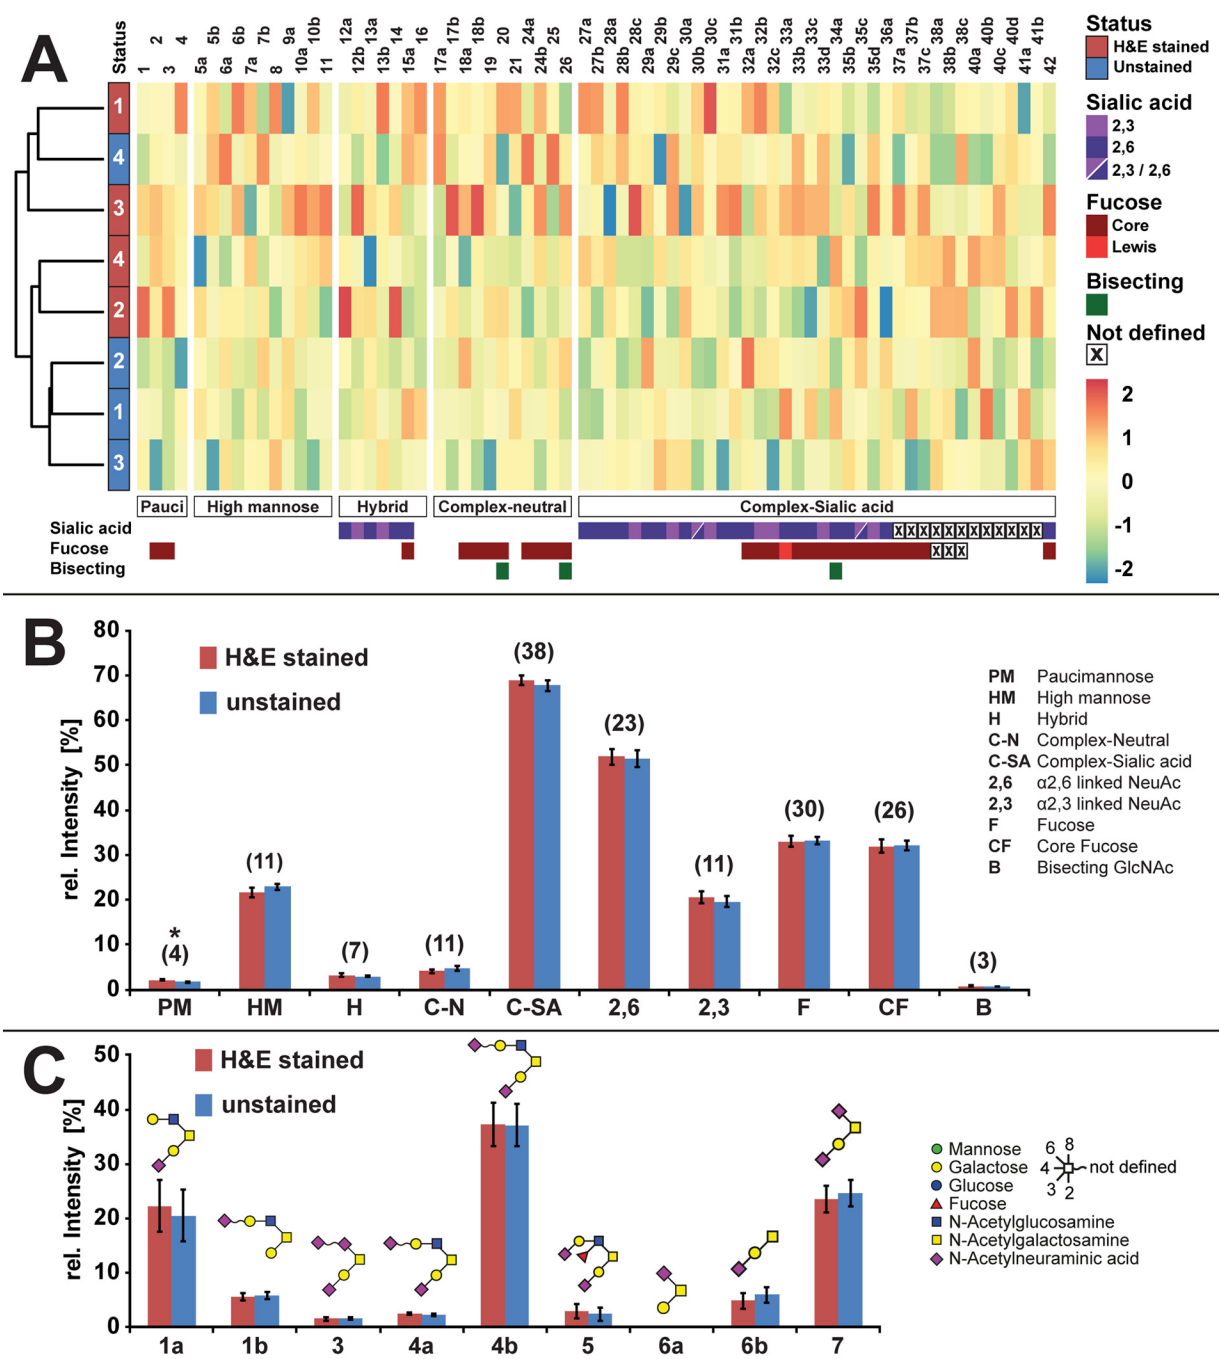 A
Status
1 2 3 4 5a 5b 6a 6b 7a 7b 8 9a 10a 10b 11 12a 12b 13a 13b 14 15a 16 17a 17b 18a 18b 19 20 21 24a 24b 25 26 27a 27b 28a 28b 28c 29a 29b 29c 30a 30b 30c 31a 31b 32a 32b 32c 33a 33b 33c 33d 34a 35b 35c 35d 36a 37a 37b 37c 38a 38b 38c 40a 40b 40c 40d 41a 41b 42
1
4
3
4
2
2
1
3
Pauci High mannose Hybrid Complex-neutral Complex-Sialic acid
Sialic acid X X X X X X X X X X X X
Fucose X X X
Bisecting
Status
H&E stained
Unstained
Sialic acid
2,3
2,6
2,3 / 2,6
Fucose
Core
Lewis
Bisecting
Not defined
X
2
1
0
-1
-2
B
rel. Intensity [%]
80
70
60
50
40
30
20
10
0
H&E stained
unstained
*
(4) (11) (7) (11) (38) (23) (11) (30) (26) (3)
PM HM H C-N C-SA 2,6 2,3 F CF B
PM Paucimannose
HM High mannose
H Hybrid
C-N Complex-Neutral
C-SA Complex-Sialic acid
2,6 α2,6 linked NeuAc
2,3 α2,3 linked NeuAc
F Fucose
CF Core Fucose
B Bisecting GlcNAc
C
rel. Intensity [%]
50
40
30
20
10
0
H&E stained
unstained
1a 1b 3 4a 4b 5 6a 6b 7
Mannose
Galactose
Glucose
Fucose
N-Acetylglucosamine
N-Acetylgalactosamine
N-Acetylneuraminic acid
6 8
4 not defined
3 2